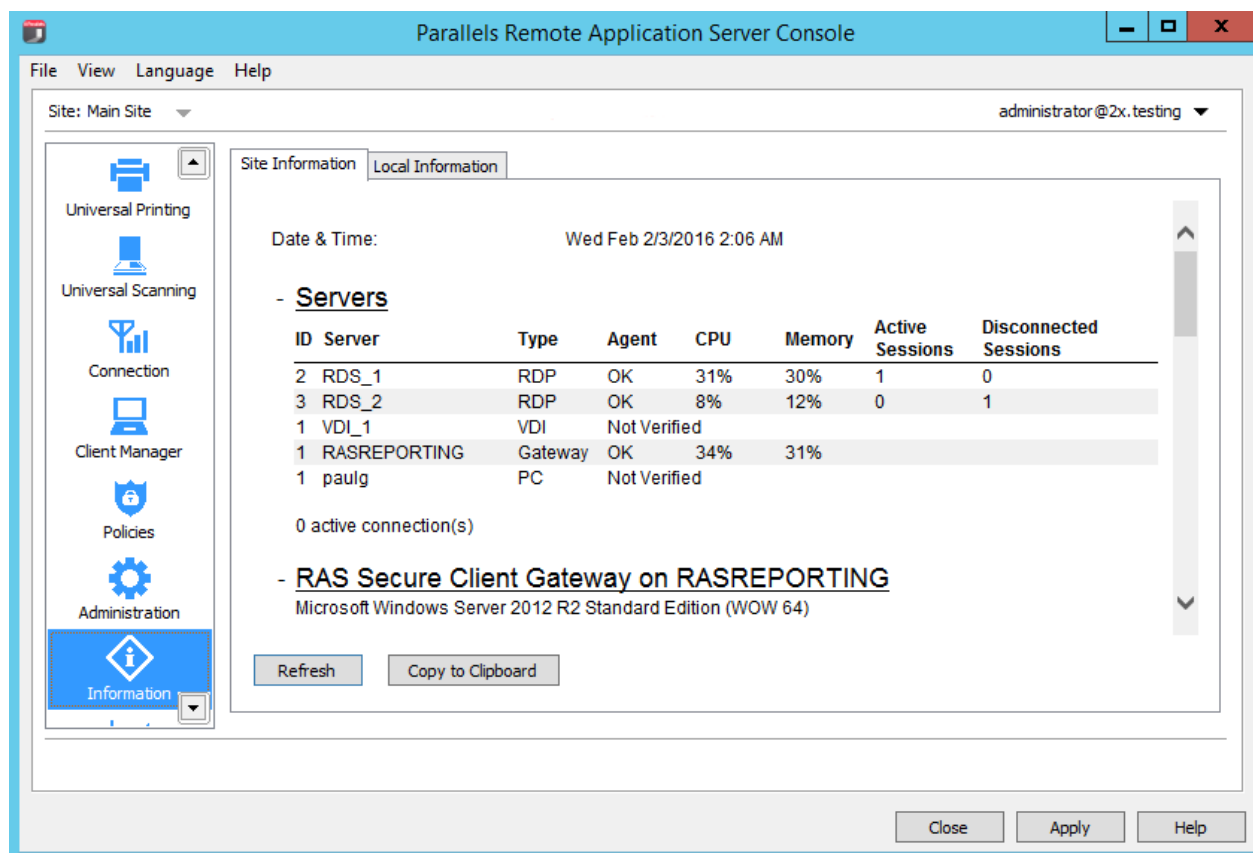 Parallels Remote Application Server Console
File View Language Help
Site: Main Site
administrator@2x.testing
Universal Printing
Universal Scanning
Connection
Client Manager
Policies
Administration
Information
Site Information Local Information
Date & Time: Wed Feb 2/3/2016 2:06 AM
- Servers
ID Server Type Agent CPU Memory Active Sessions Disconnected Sessions
2 RDS_1 RDP OK 31% 30% 1 0
3 RDS_2 RDP OK 8% 12% 0 1
1 VDI_1 VDI Not Verified
1 RASREPORTING Gateway OK 34% 31%
1 paulg PC Not Verified
0 active connection(s)
- RAS Secure Client Gateway on RASREPORTING
Microsoft Windows Server 2012 R2 Standard Edition (WOW 64)
Refresh Copy to Clipboard
Close Apply Help